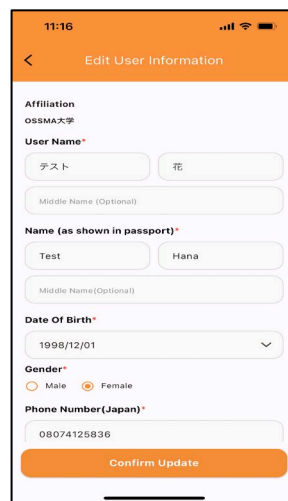 11:16
Edit User Information
Affiliation
OSSMA大学
User Name*
テスト 花
Middle Name (Optional)
Name (as shown in passport)*
Test Hana
Middle Name(Optional)
Date Of Birth*
1998/12/01
Gender*
Male Female
Phone Number(Japan)*
08074125836
Confirm Update